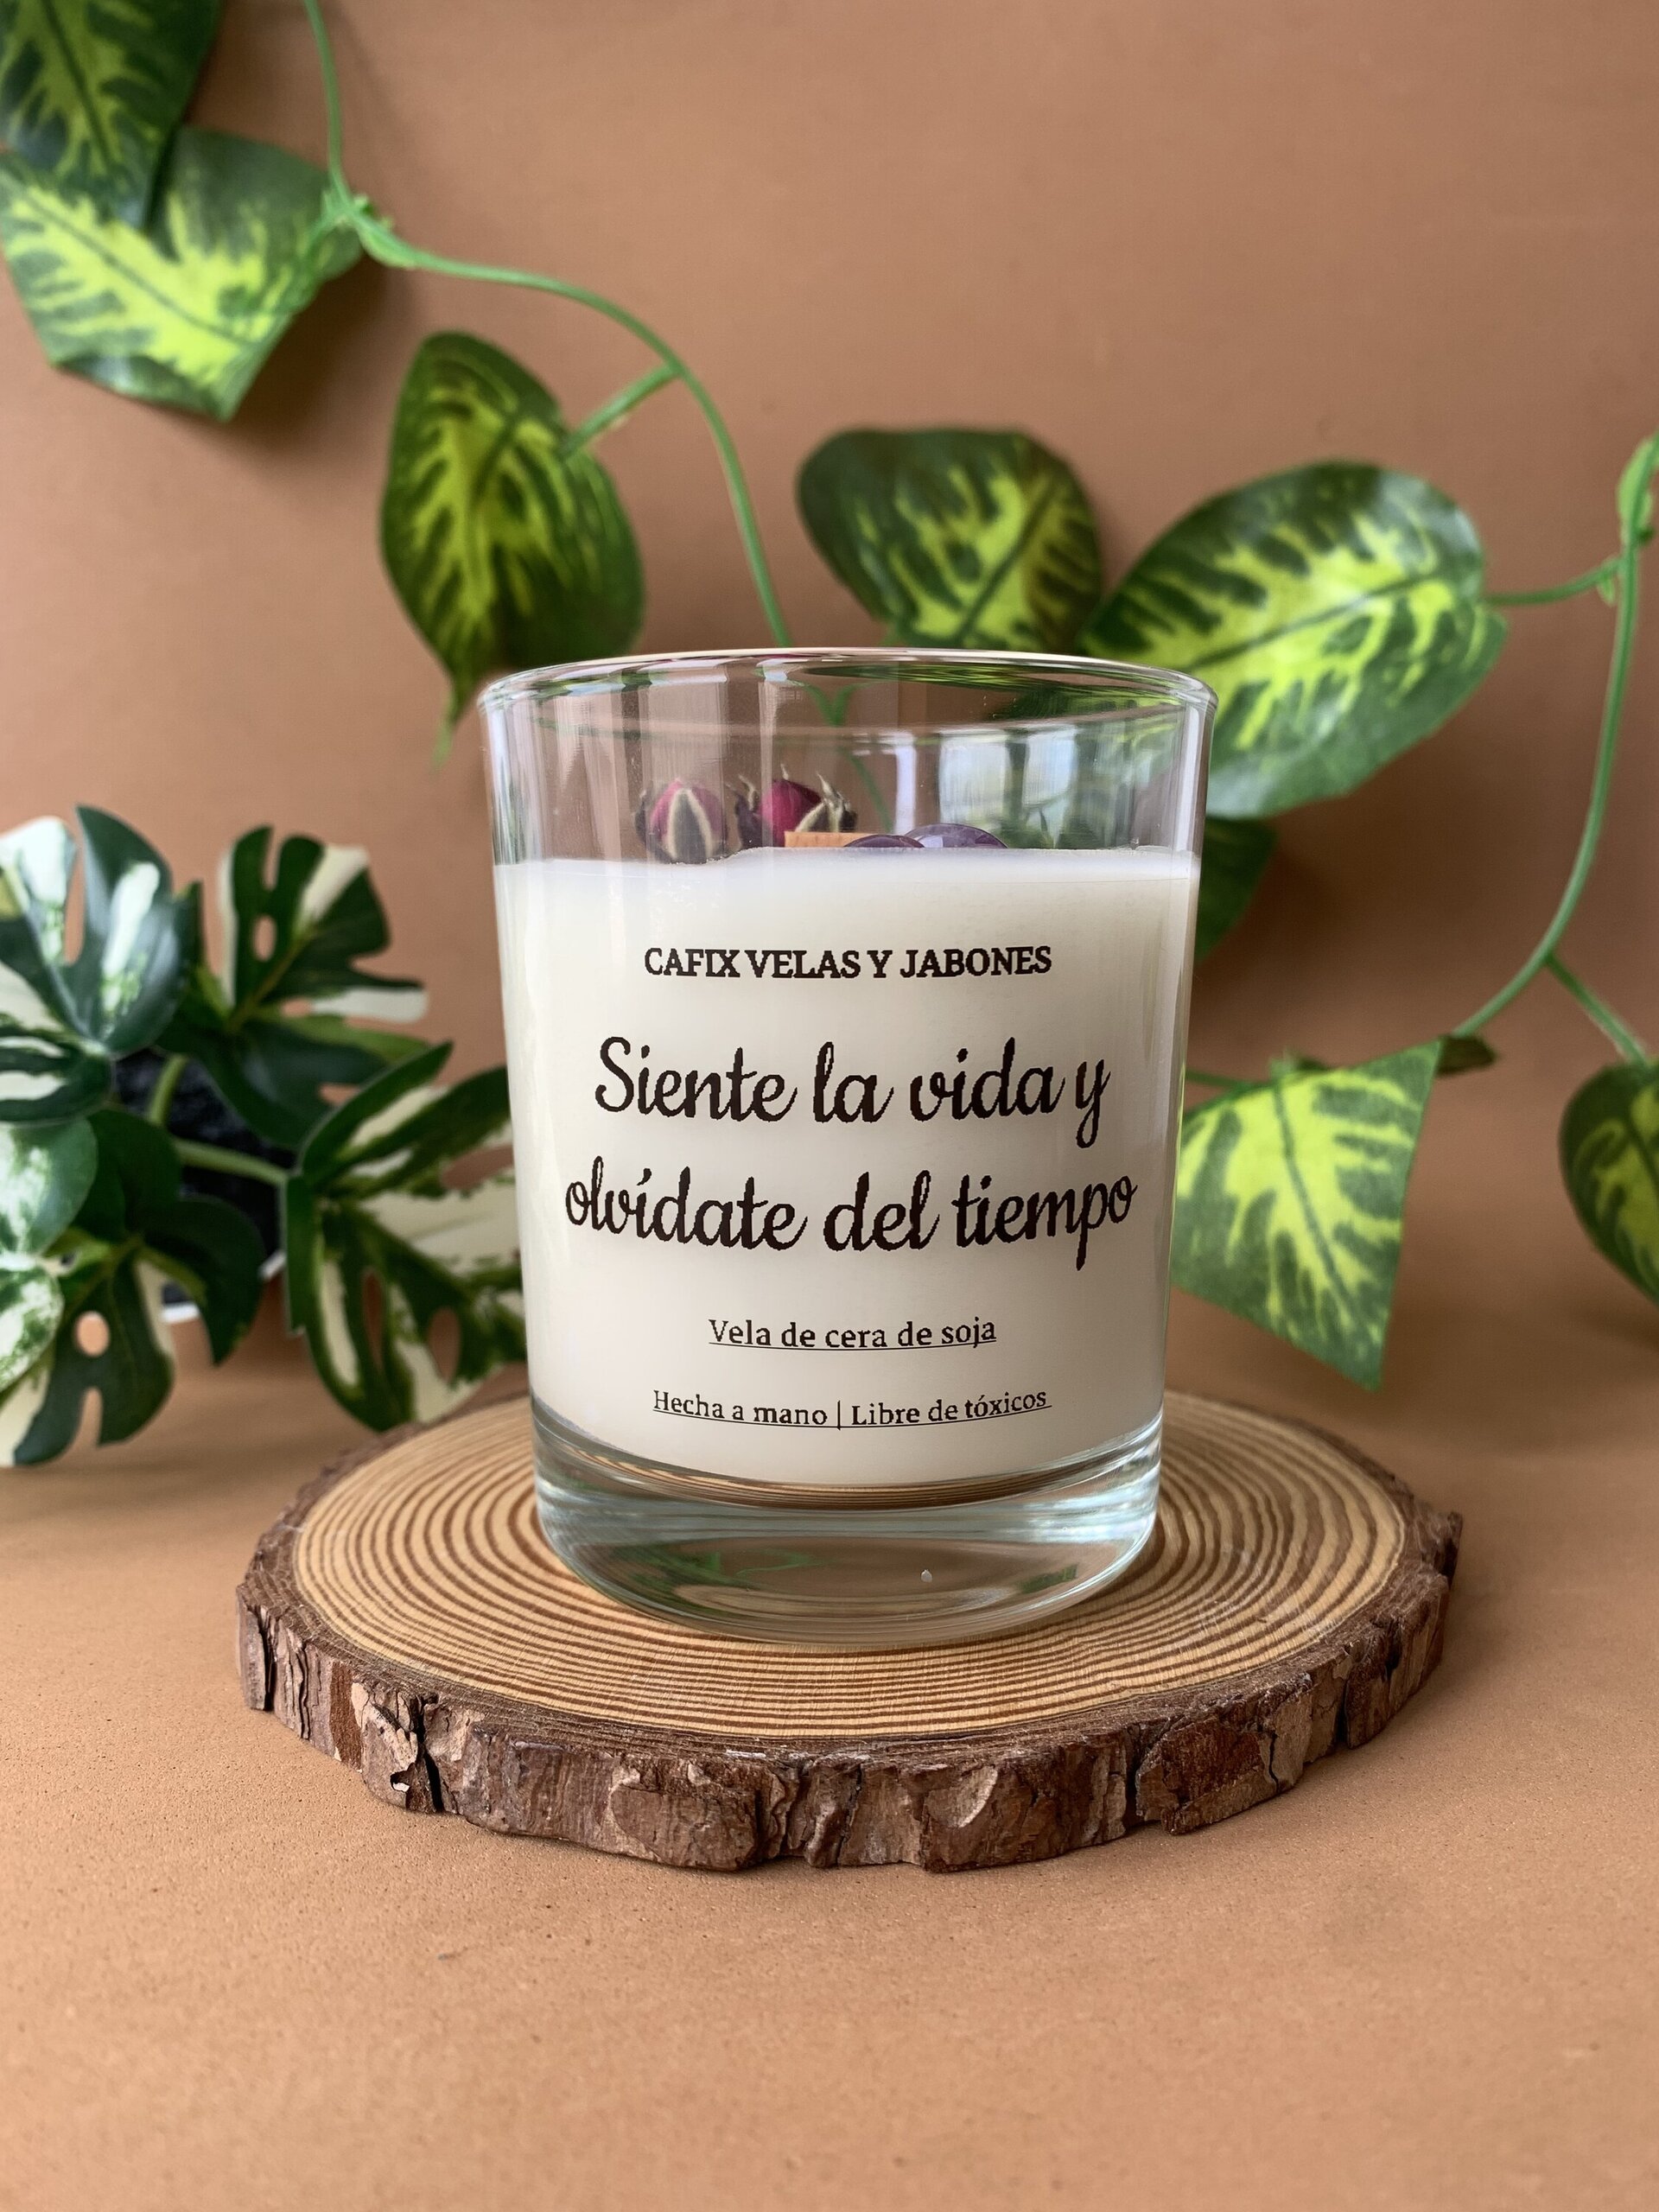 CAFIX VELAS Y JABONES
Siente la vida y
olvídate del tiempo
Vela de cera de soja
Hecha a mano | Libre de tóxicos